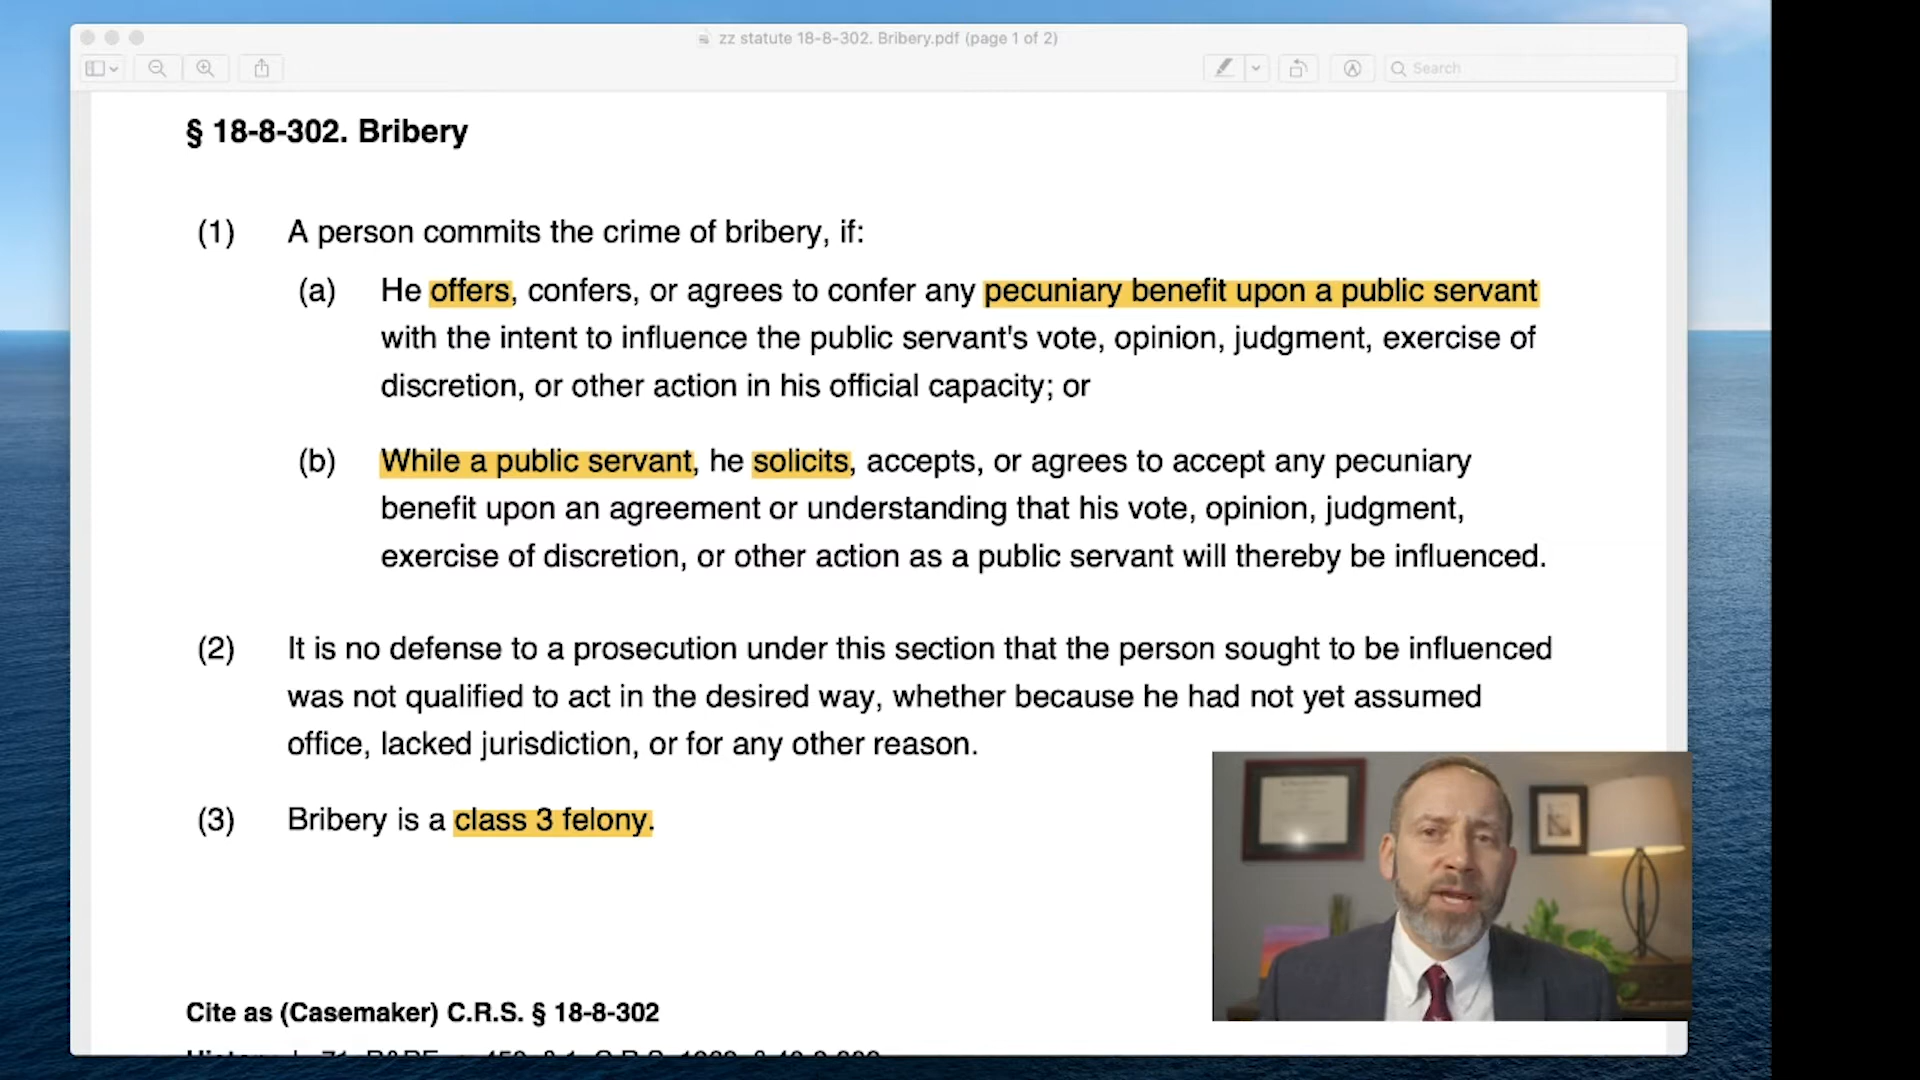 zz statute 18-8-302. Bribery.pdf (page 1 of 2)
Search
§ 18-8-302. Bribery
(1) A person commits the crime of bribery, if:
(a) He offers, confers, or agrees to confer any pecuniary benefit upon a public servant
with the intent to influence the public servant's vote, opinion, judgment, exercise of
discretion, or other action in his official capacity; or
(b) While a public servant, he solicits, accepts, or agrees to accept any pecuniary
benefit upon an agreement or understanding that his vote, opinion, judgment,
exercise of discretion, or other action as a public servant will thereby be influenced.
(2) It is no defense to a prosecution under this section that the person sought to be influenced
was not qualified to act in the desired way, whether because he had not yet assumed
office, lacked jurisdiction, or for any other reason.
(3) Bribery is a class 3 felony.
Cite as (Casemaker) C.R.S. § 18-8-302